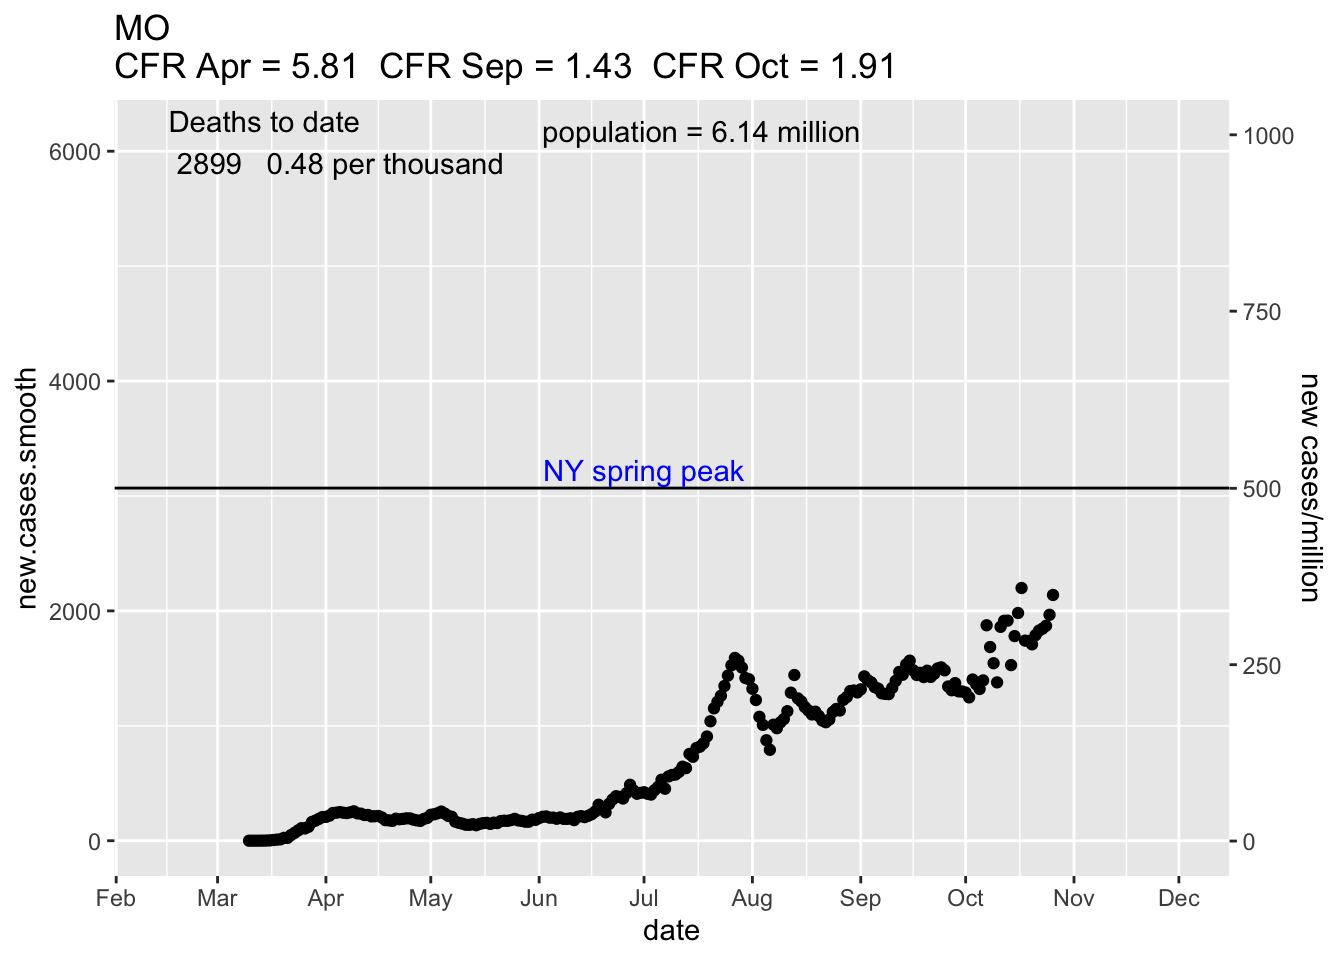 MO
CFR Apr = 5.81  CFR Sep = 1.43  CFR Oct = 1.91
Deaths to date
2899   0.48 per thousand
population = 6.14 million
NY spring peak
new.cases.smooth
6000
4000
2000
0
1000
750
500
250
0
new cases/million
Feb Mar Apr May Jun Jul Aug Sep Oct Nov Dec
date